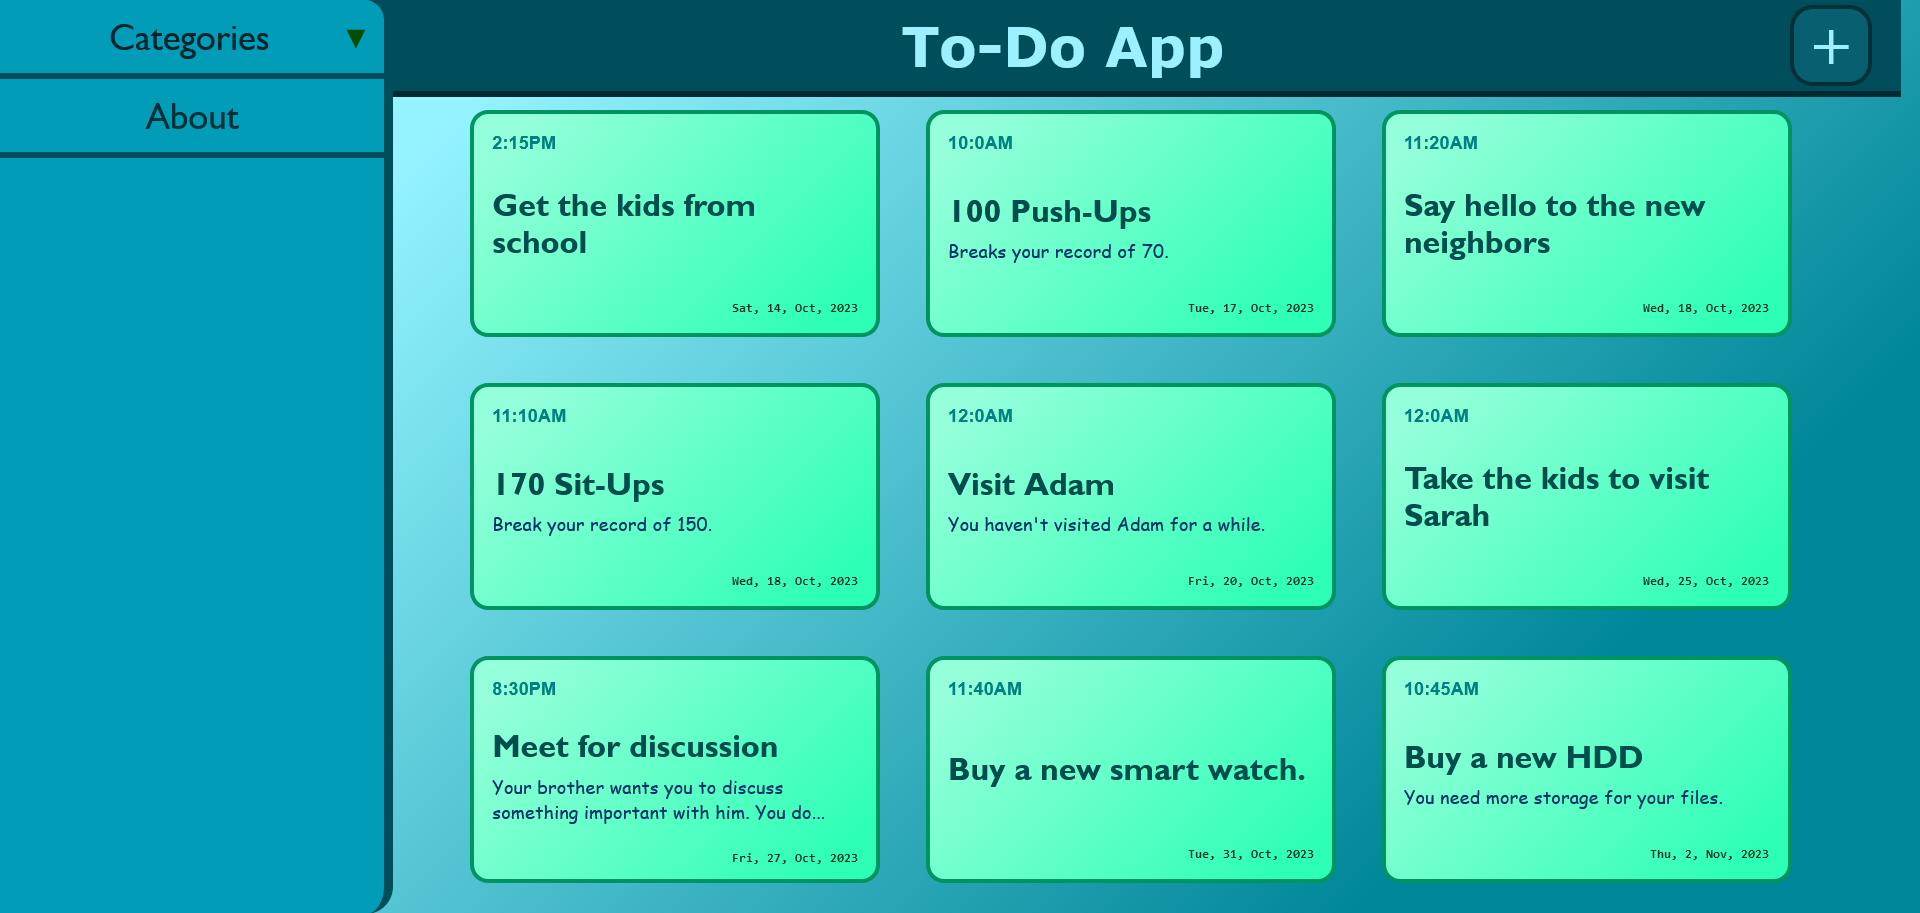 Categories ▼
About
To-Do App
+
2:15PM
Get the kids from
school
Sat, 14, Oct, 2023
10:0AM
100 Push-Ups
Breaks your record of 70.
Tue, 17, Oct, 2023
11:20AM
Say hello to the new
neighbors
Wed, 18, Oct, 2023
11:10AM
170 Sit-Ups
Break your record of 150.
Wed, 18, Oct, 2023
12:0AM
Visit Adam
You haven't visited Adam for a while.
Fri, 20, Oct, 2023
12:0AM
Take the kids to visit
Sarah
Wed, 25, Oct, 2023
8:30PM
Meet for discussion
Your brother wants you to discuss
something important with him. You do...
Fri, 27, Oct, 2023
11:40AM
Buy a new smart watch.
Tue, 31, Oct, 2023
10:45AM
Buy a new HDD
You need more storage for your files.
Thu, 2, Nov, 2023